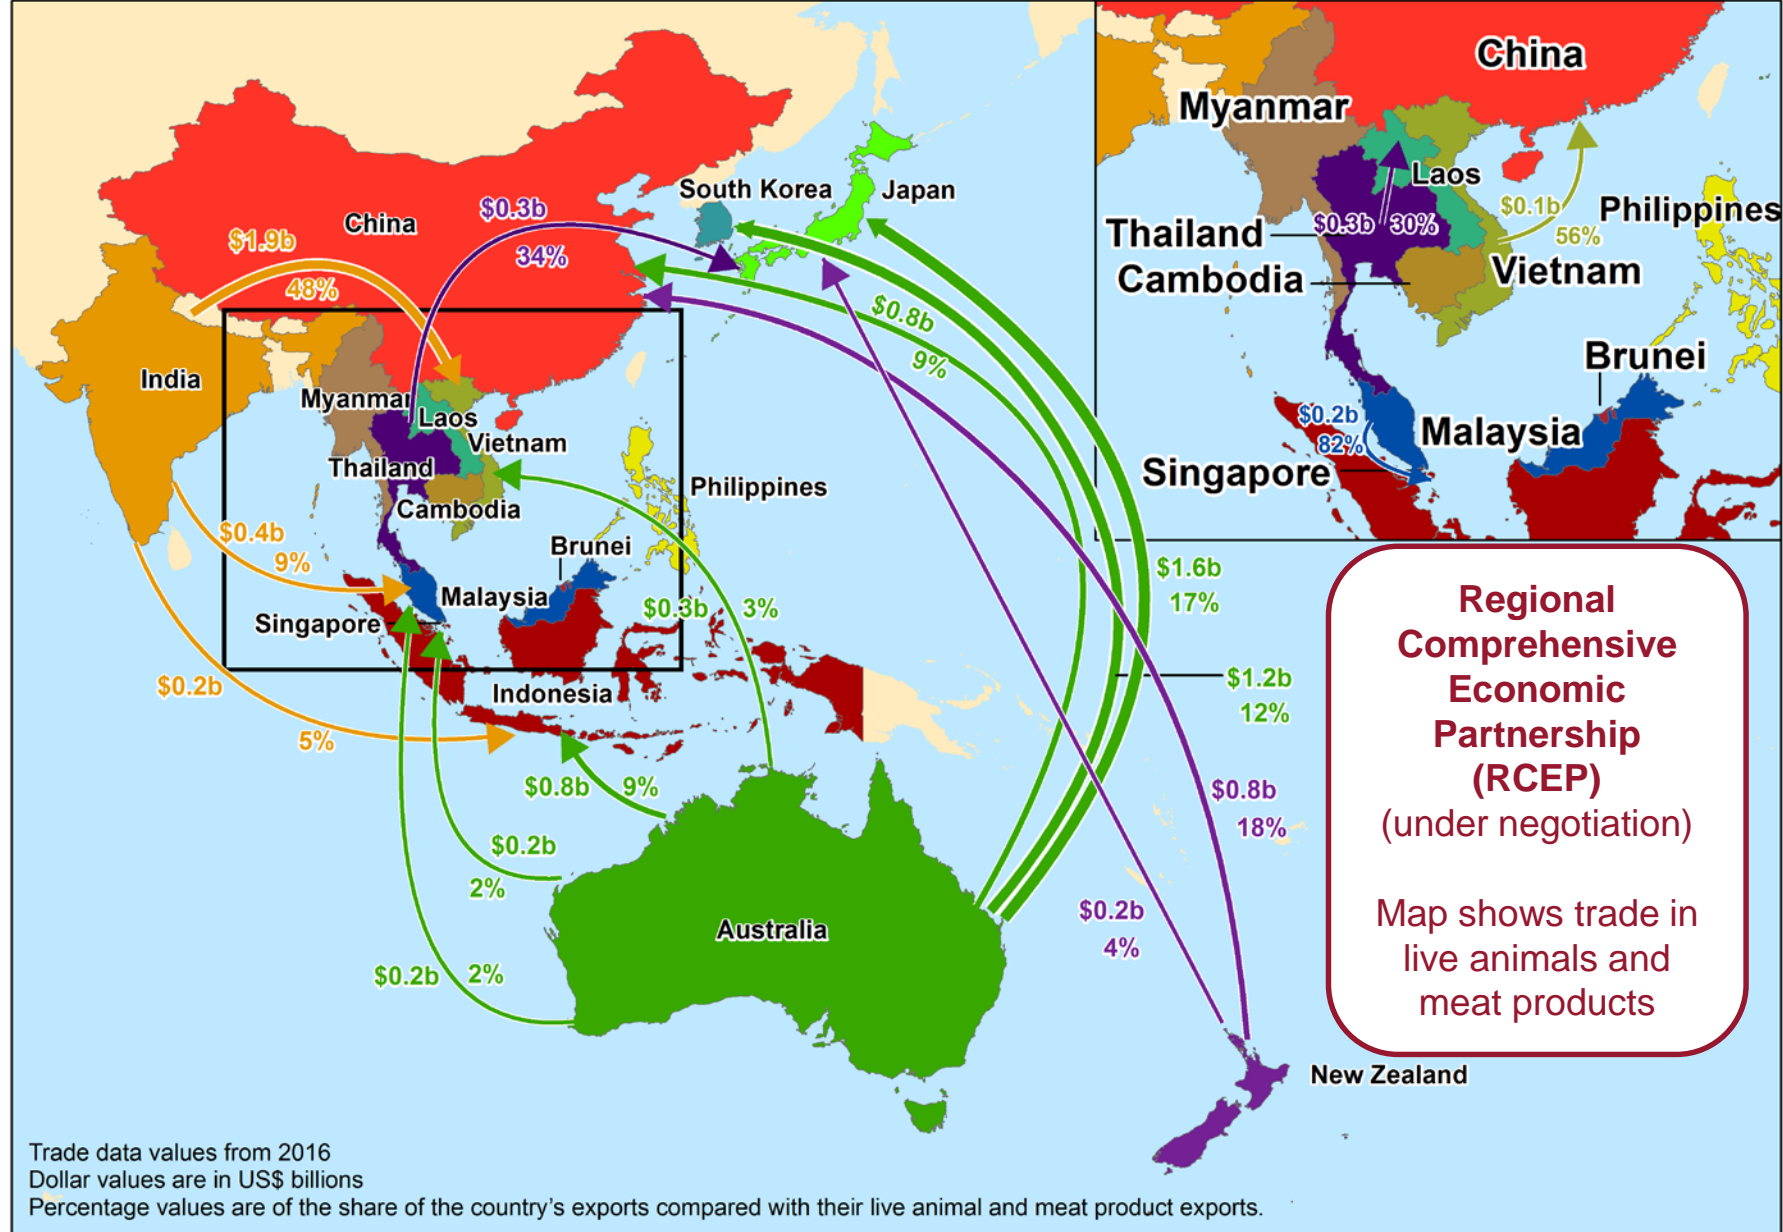 China
South Korea
Japan
$0.3b
34%
$1.9b
48%
India
Myanmar
Laos
Vietnam
Thailand
Cambodia
Philippines
Brunei
Malaysia
Singapore
Indonesia
$0.4b
9%
$0.2b
5%
$0.3b
3%
$0.8b
9%
$0.8b
9%
$0.2b
2%
$0.2b
2%
$1.6b
17%
$1.2b
12%
$0.8b
18%
$0.2b
4%
Australia
New Zealand
China
Myanmar
Laos
Thailand
$0.3b 30%
Cambodia
$0.1b
56%
Philippines
Vietnam
Brunei
$0.2b
82%
Malaysia
Singapore
Regional
Comprehensive
Economic
Partnership
(RCEP)
(under negotiation)
Map shows trade in
live animals and
meat products
Trade data values from 2016
Dollar values are in US$ billions
Percentage values are of the share of the country's exports compared with their live animal and meat product exports.